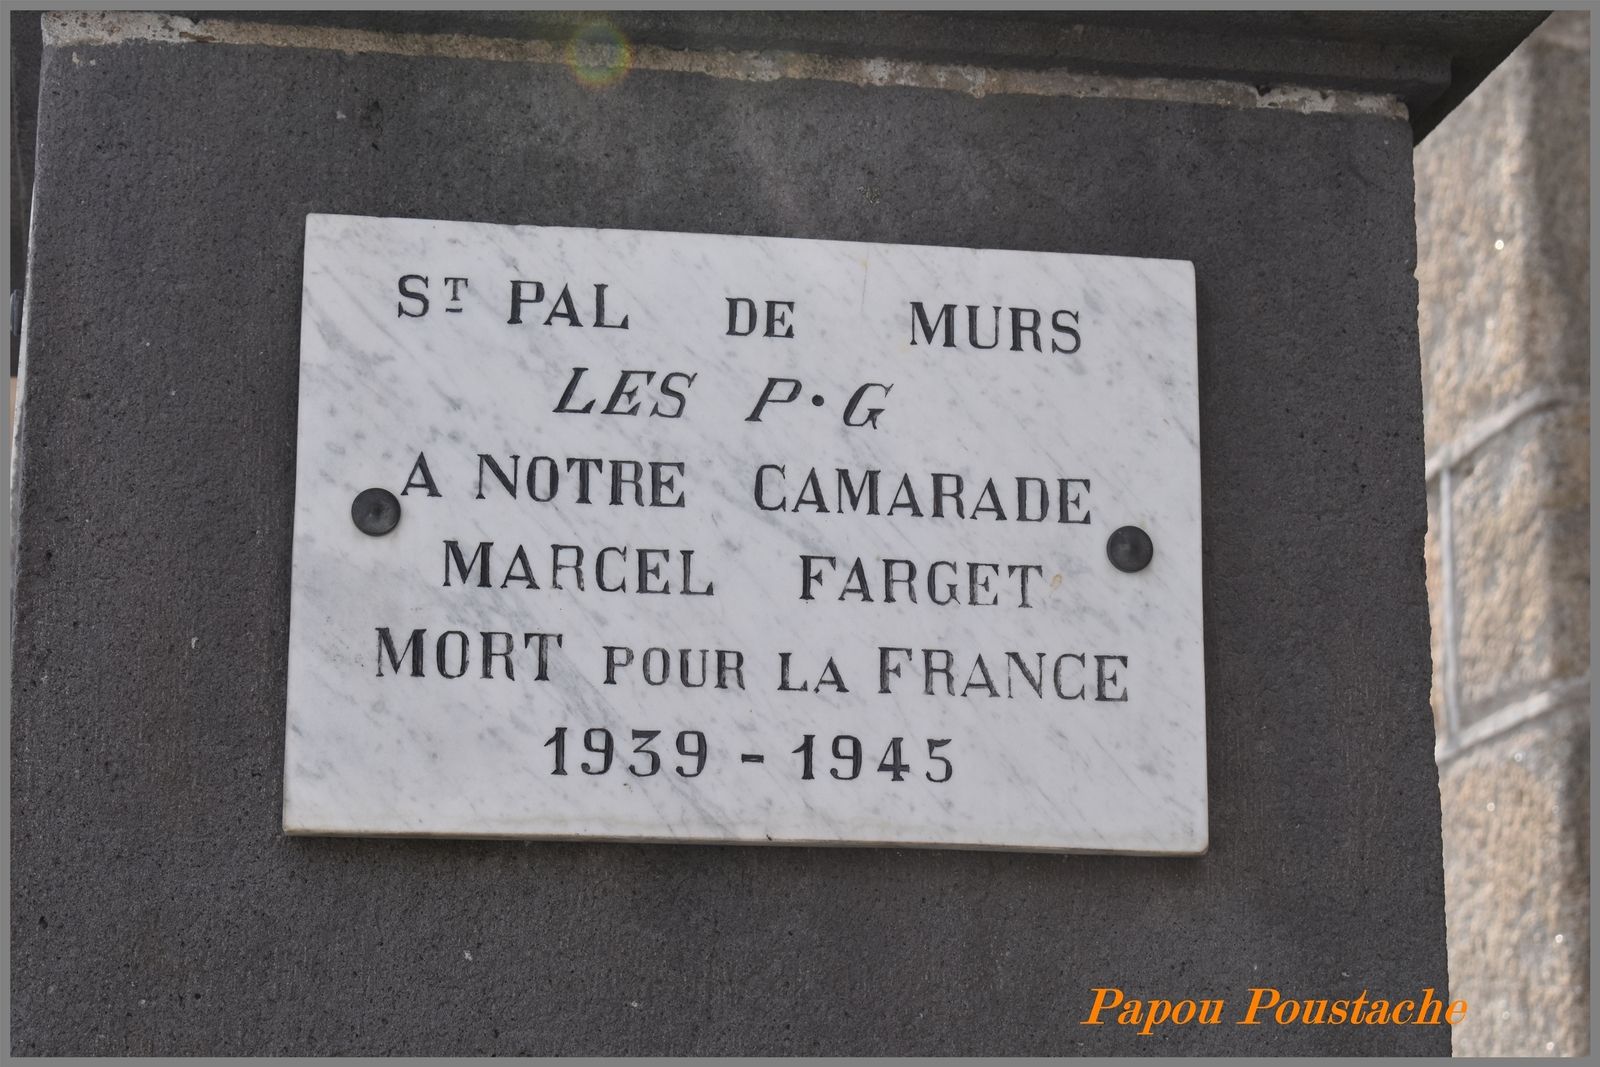 ST PAL DE MURS
LES P·G
A NOTRE CAMARADE
MARCEL FARGET
MORT POUR LA FRANCE
1939 - 1945
Papou Poustache